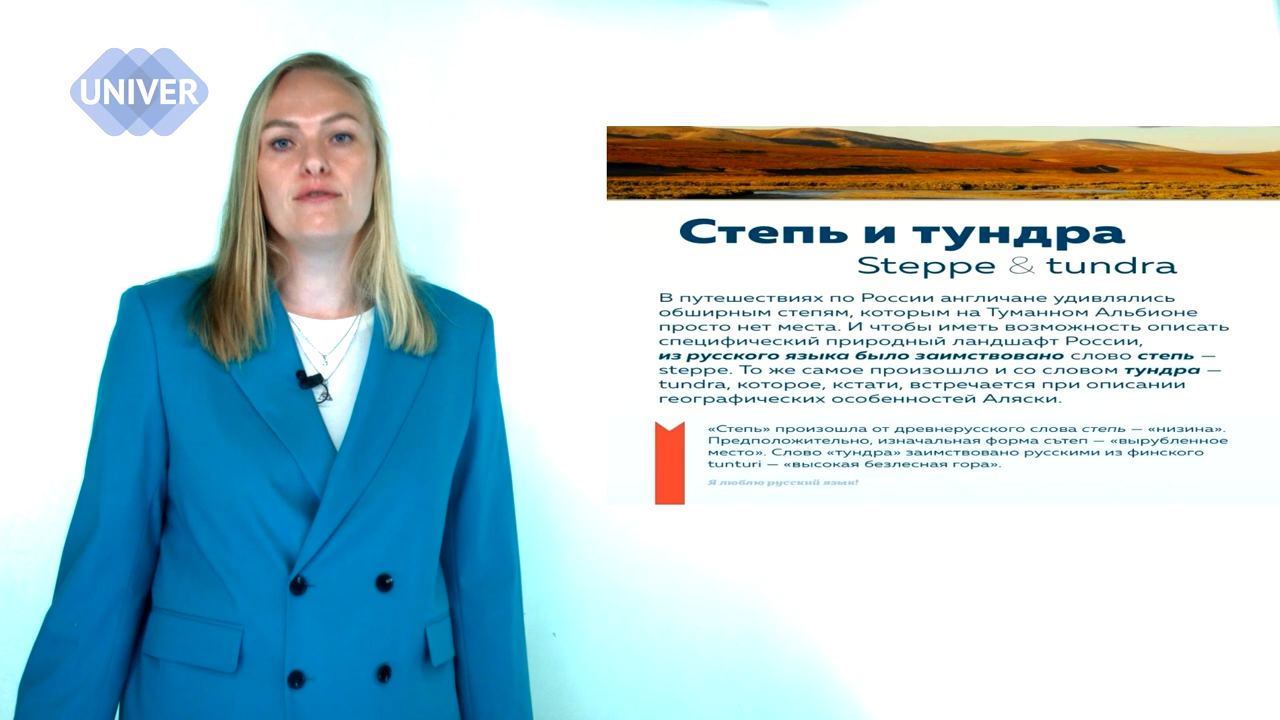 UNIVER
Степь и тундра
Steppe & tundra
В путешествиях по России англичане удивлялись
обширным степям, которым на Туманном Альбионе
просто нет места. И чтобы иметь возможность описать
специфический природный ландшафт России,
из русского языка было заимствовано слово степь —
steppe. То же самое произошло и со словом тундра —
tundra, которое, кстати, встречается при описании
географических особенностей Аляски.
«Степь» произошла от древнерусского слова степь — «низина».
Предположительно, изначальная форма сътеп — «вырубленное
место». Слово «тундра» заимствовано русскими из финского
tunturi — «высокая безлесная гора».
Я люблю русский язык!